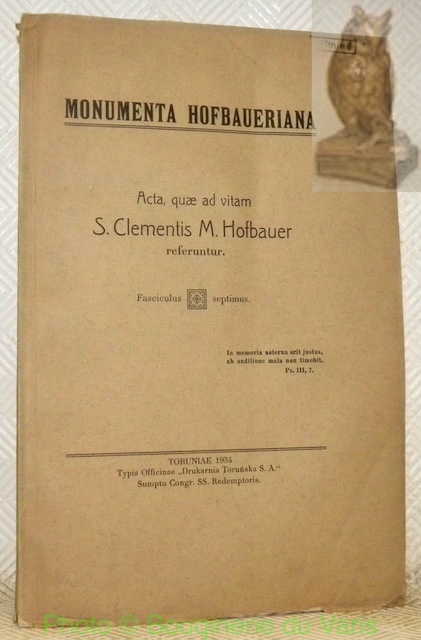 MONUMENTA HOFBAUERIANA
Acta, quæ ad vitam
S. Clementis M. Hofbauer
referuntur.
Fasciculus septimus.
In memoria aeterna erit justus,
ab auditione mala non timebit.
Ps. III, 7.
TORUNIAE 1934
Typis Officinae „Drukarnia Toruńska S. A.“
Sumptu Congr. SS. Redemptoris.
Photo © Bouquinerie du Varis